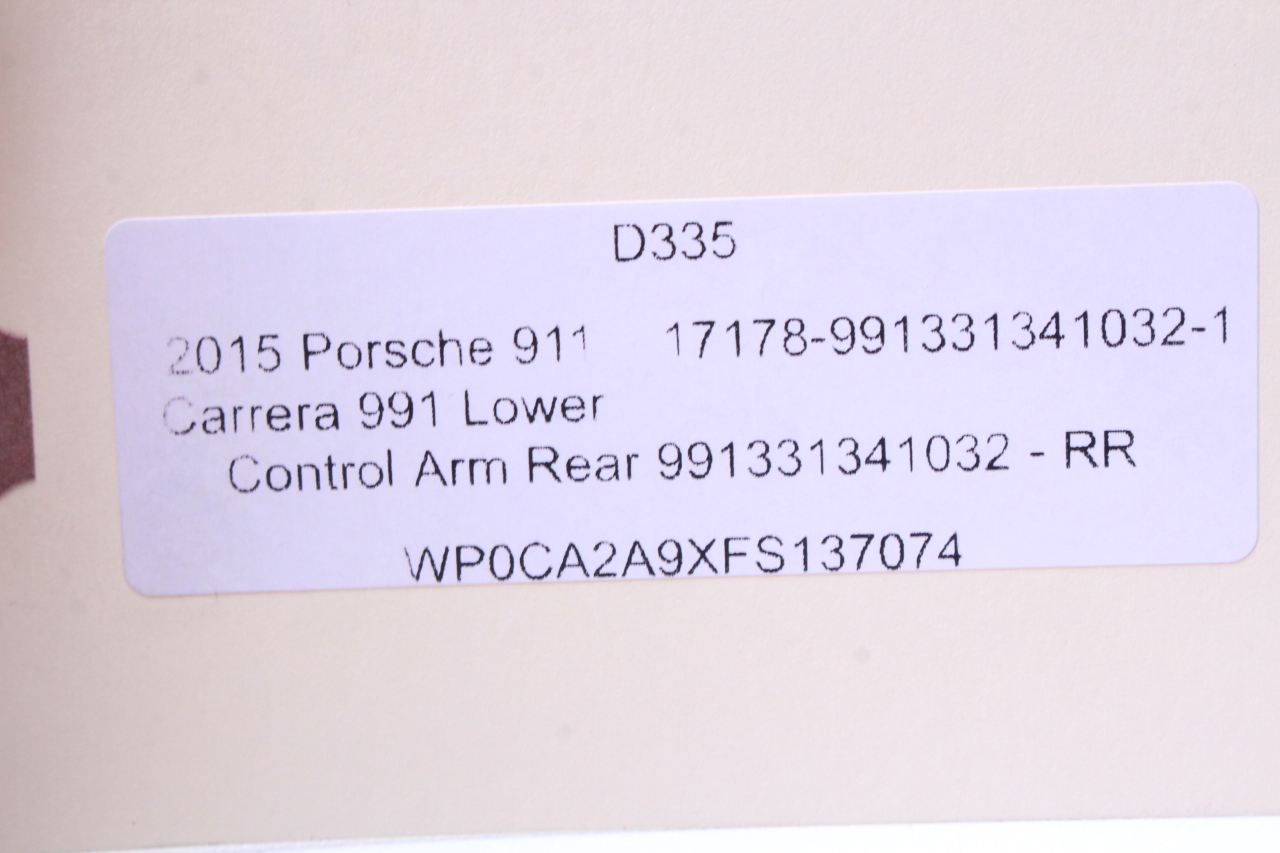 D335
2015 Porsche 911 17178-991331341032-1
Carrera 991 Lower
Control Arm Rear 991331341032 - RR
WP0CA2A9XFS137074